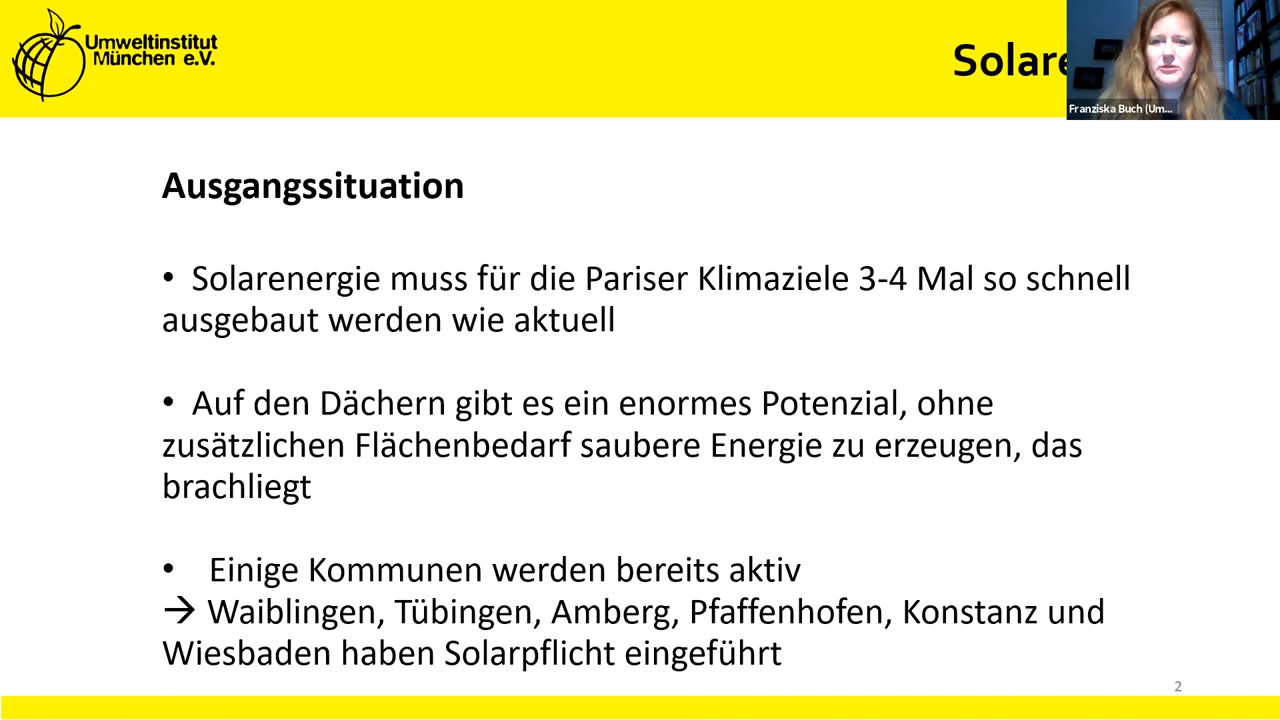 Umweltinstitut
München e.V.
Solare
Franziska Buch (Um...
Ausgangssituation
• Solarenergie muss für die Pariser Klimaziele 3-4 Mal so schnell
ausgebaut werden wie aktuell
• Auf den Dächern gibt es ein enormes Potenzial, ohne
zusätzlichen Flächenbedarf saubere Energie zu erzeugen, das
brachliegt
• Einige Kommunen werden bereits aktiv
→ Waiblingen, Tübingen, Amberg, Pfaffenhofen, Konstanz und
Wiesbaden haben Solarpflicht eingeführt
2